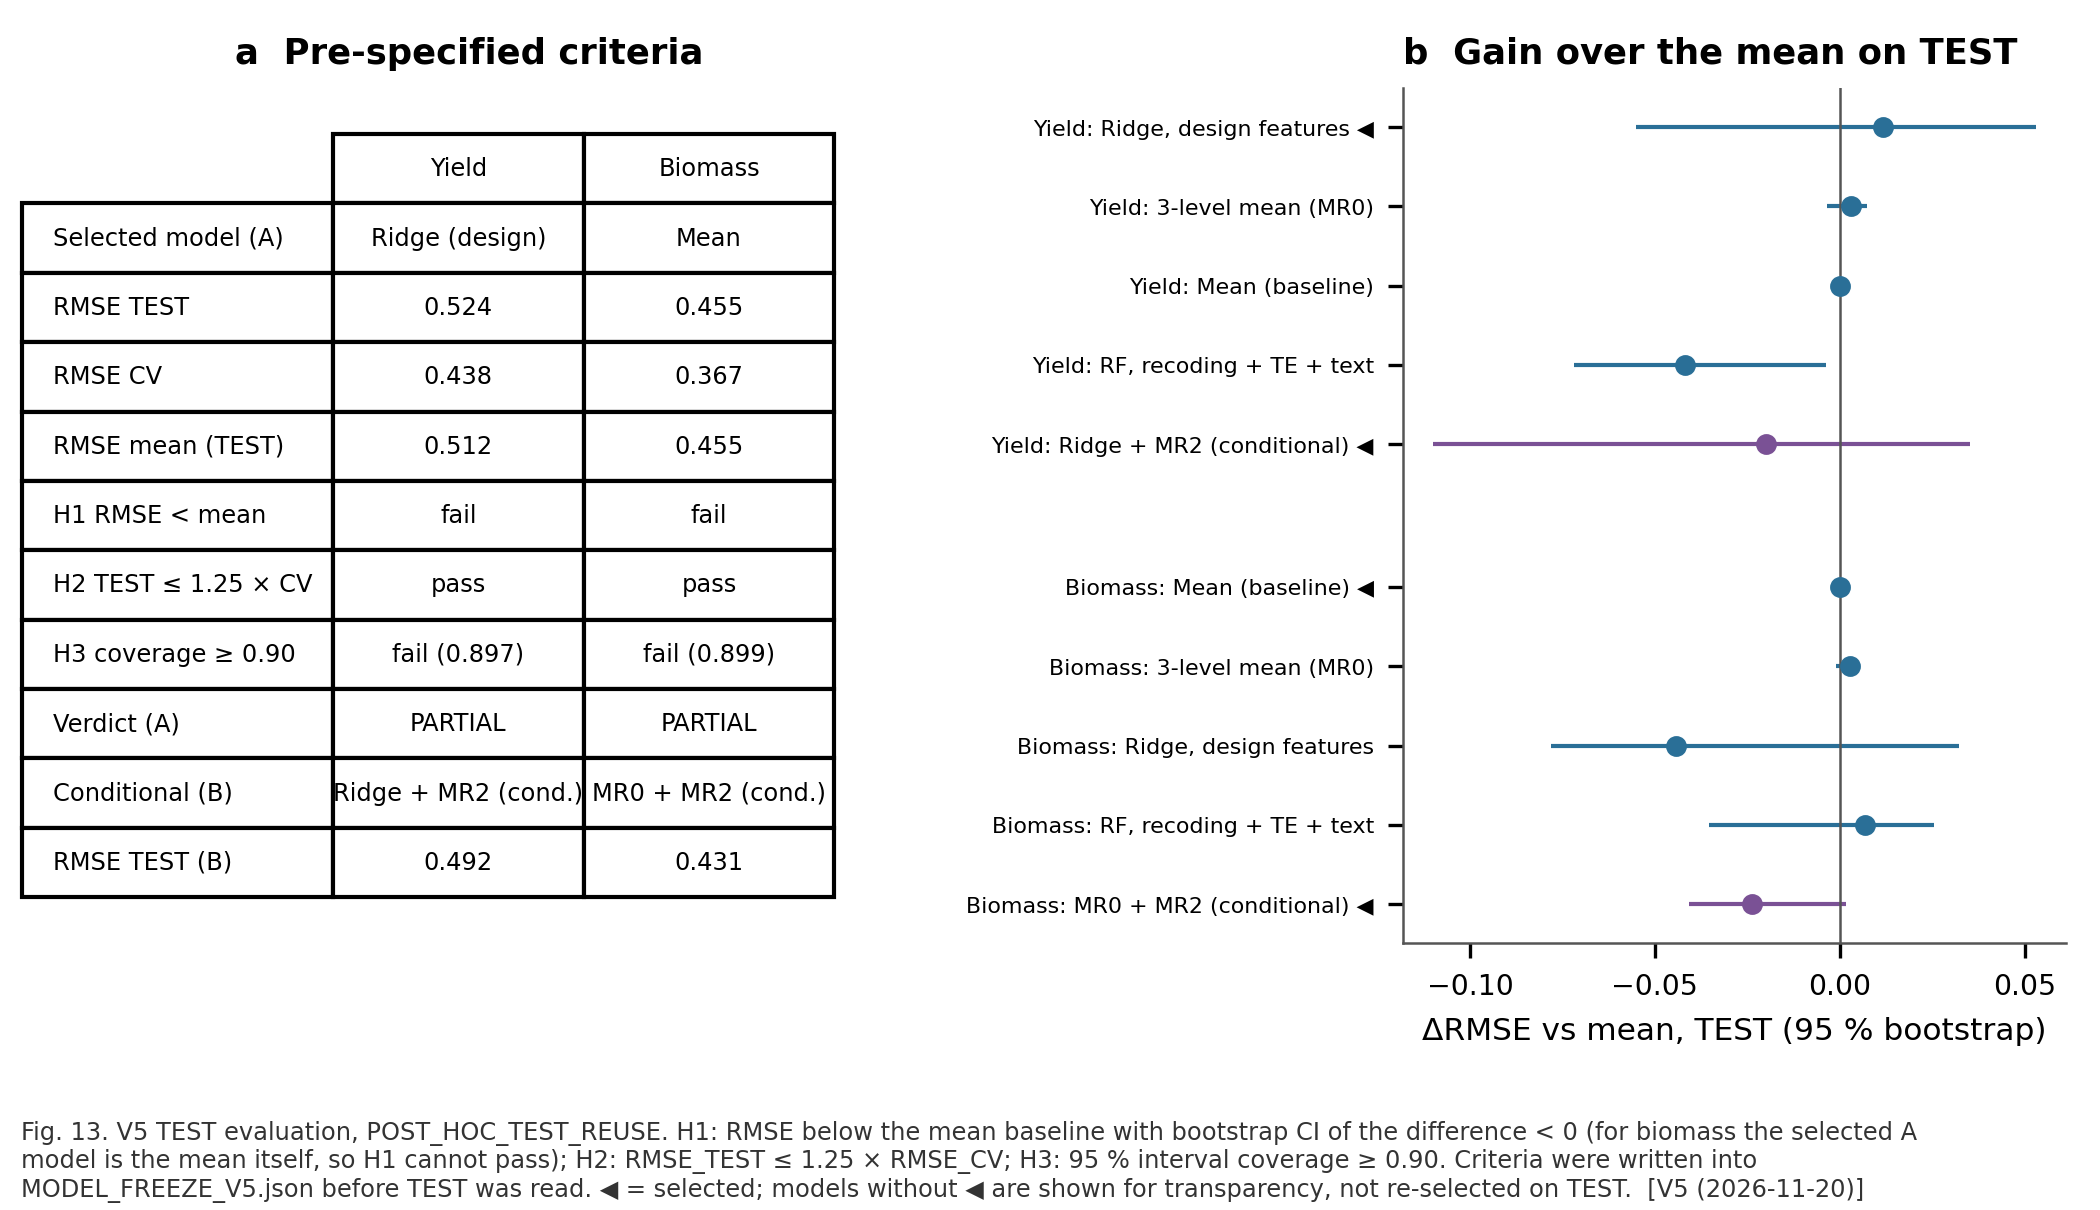 a  Pre-specified criteria
Yield Biomass
Selected model (A) Ridge (design) Mean
RMSE TEST 0.524 0.455
RMSE CV 0.438 0.367
RMSE mean (TEST) 0.512 0.455
H1 RMSE < mean fail fail
H2 TEST ≤ 1.25 × CV pass pass
H3 coverage ≥ 0.90 fail (0.897) fail (0.899)
Verdict (A) PARTIAL PARTIAL
Conditional (B) Ridge + MR2 (cond.) MR0 + MR2 (cond.)
RMSE TEST (B) 0.492 0.431
b  Gain over the mean on TEST
Yield: Ridge, design features ◀
Yield: 3-level mean (MR0)
Yield: Mean (baseline)
Yield: RF, recoding + TE + text
Yield: Ridge + MR2 (conditional) ◀
Biomass: Mean (baseline) ◀
Biomass: 3-level mean (MR0)
Biomass: Ridge, design features
Biomass: RF, recoding + TE + text
Biomass: MR0 + MR2 (conditional) ◀
−0.10 −0.05 0.00 0.05
ΔRMSE vs mean, TEST (95 % bootstrap)
Fig. 13. V5 TEST evaluation, POST_HOC_TEST_REUSE. H1: RMSE below the mean baseline with bootstrap CI of the difference < 0 (for biomass the selected A
model is the mean itself, so H1 cannot pass); H2: RMSE_TEST ≤ 1.25 × RMSE_CV; H3: 95 % interval coverage ≥ 0.90. Criteria were written into
MODEL_FREEZE_V5.json before TEST was read. ◀ = selected; models without ◀ are shown for transparency, not re-selected on TEST.  [V5 (2026-11-20)]